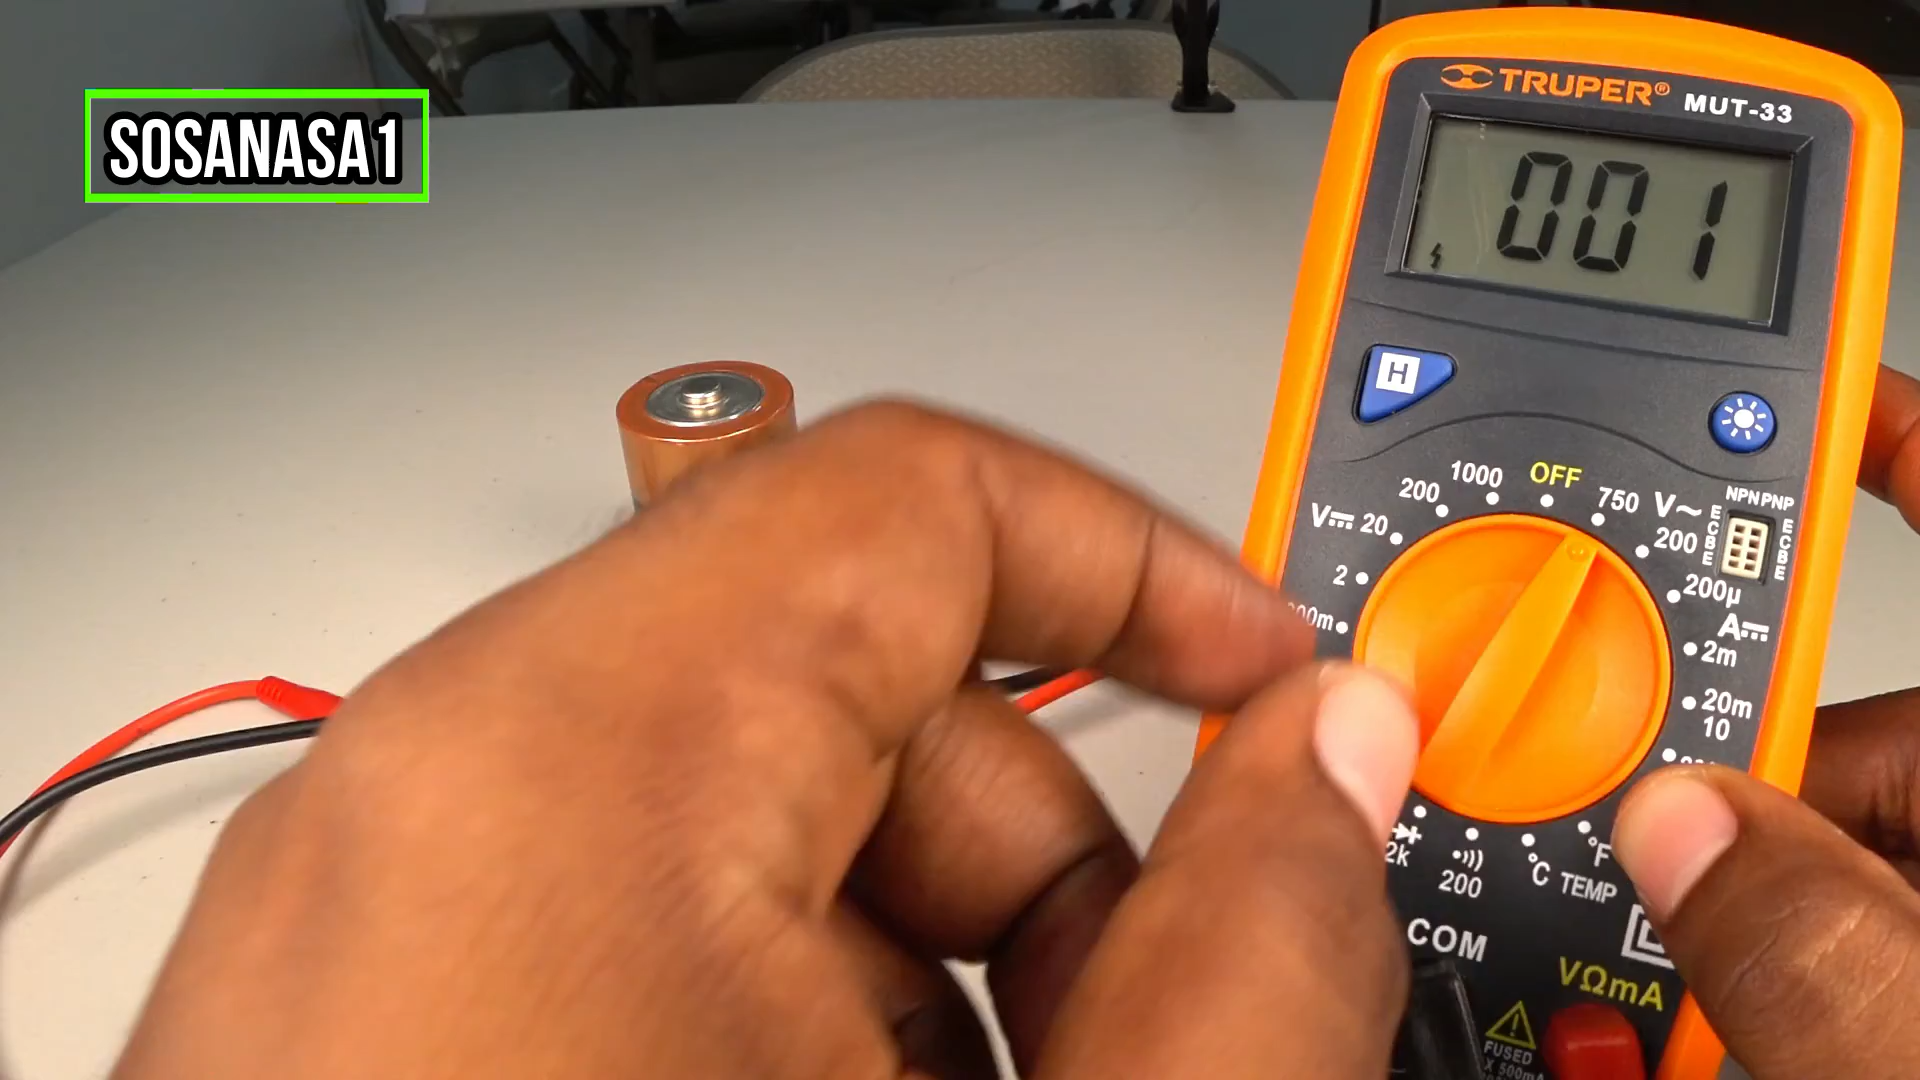 SOSANASA1
TRUPER® MUT-33
001
H
OFF
1000
750
V~
NPN PNP
200
200
V⎓ 20
E
C
B
E
E
C
B
E
2
200µ
A⎓
2m
20m
10
2k
•)))
200
°C
°F
TEMP
COM
VΩmA
FUSED